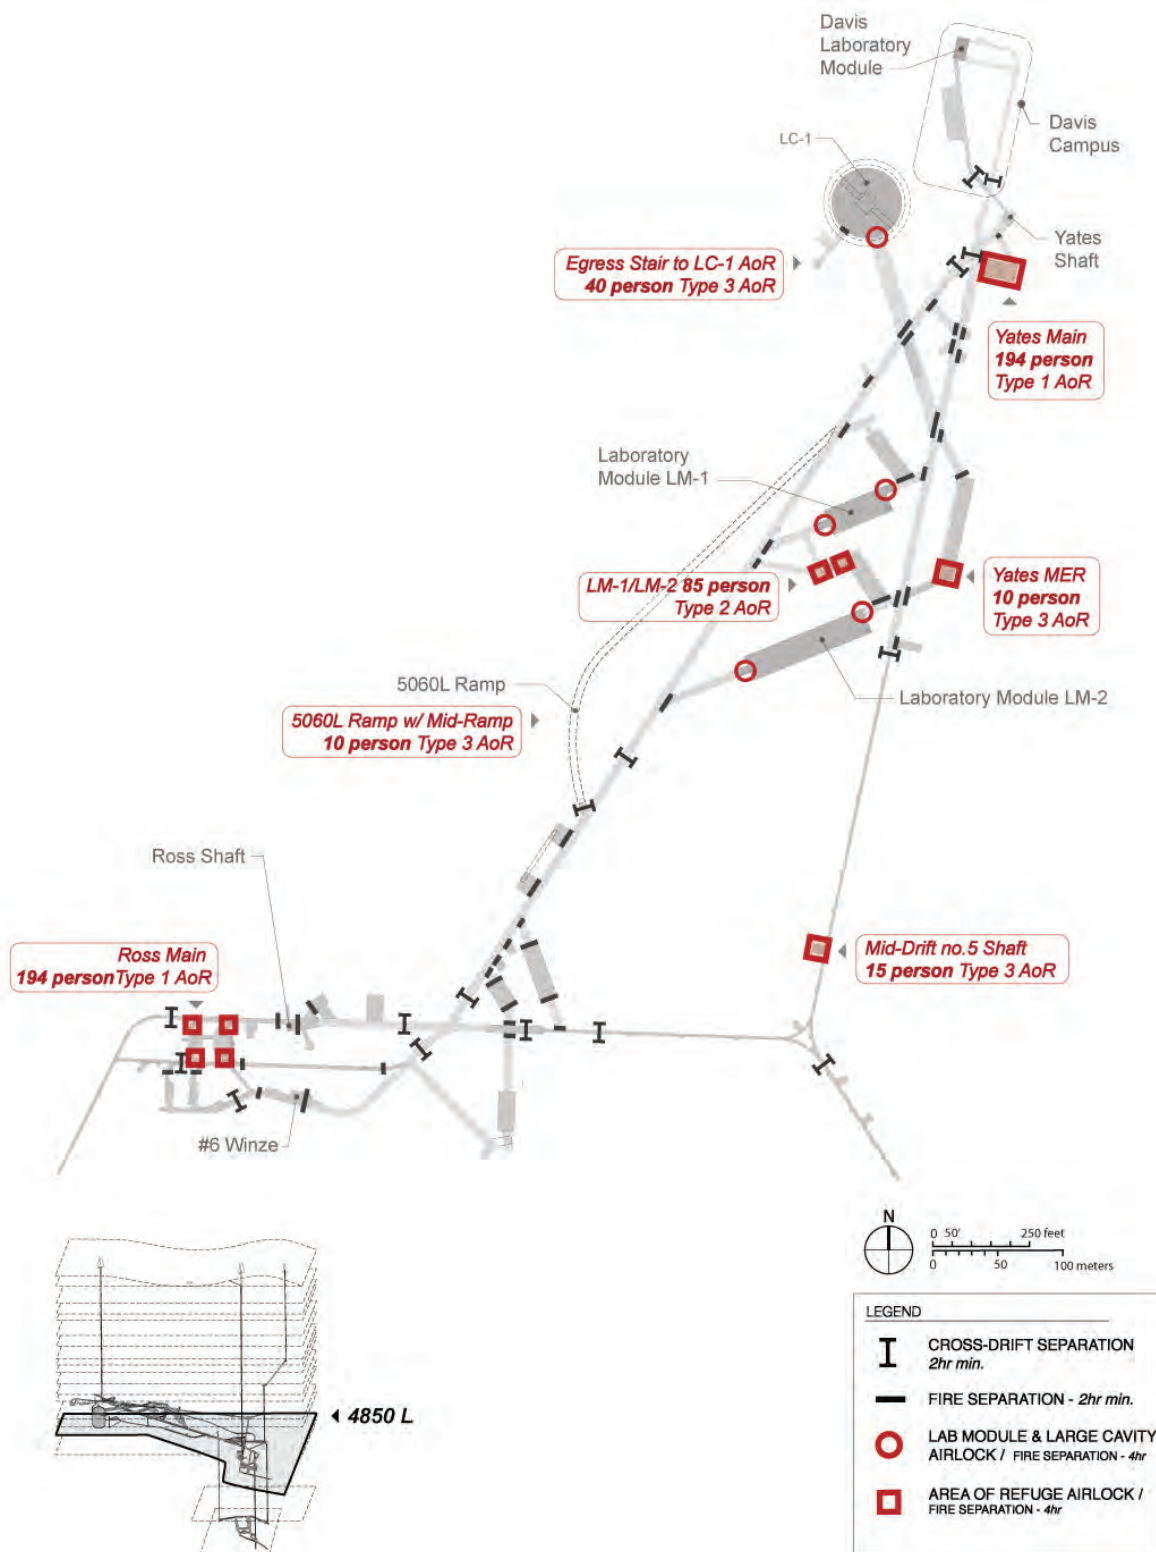 Davis
Laboratory
Module
Davis
Campus
LC-1
Yates
Shaft
Egress Stair to LC-1 AoR
40 person Type 3 AoR
Yates Main
194 person
Type 1 AoR
Laboratory
Module LM-1
LM-1/LM-2 85 person
Type 2 AoR
Yates MER
10 person
Type 3 AoR
5060L Ramp
Laboratory Module LM-2
5060L Ramp w/ Mid-Ramp
10 person Type 3 AoR
Ross Shaft
Ross Main
194 person Type 1 AoR
Mid-Drift no.5 Shaft
15 person Type 3 AoR
#6 Winze
N
0 50' 250 feet
0 50 100 meters
4850 L
LEGEND
CROSS-DRIFT SEPARATION
2hr min.
FIRE SEPARATION - 2hr min.
LAB MODULE & LARGE CAVITY
AIRLOCK / FIRE SEPARATION - 4hr
AREA OF REFUGE AIRLOCK /
FIRE SEPARATION - 4hr